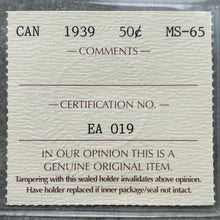 CAN 1939 50¢ MS-65
COMMENTS
CERTIFICATION NO.
EA 019
IN OUR OPINION THIS IS A
GENUINE ORIGINAL ITEM.
Tampering with this sealed holder invalidates above opinion.
Have holder replaced if inner package/seal not intact.